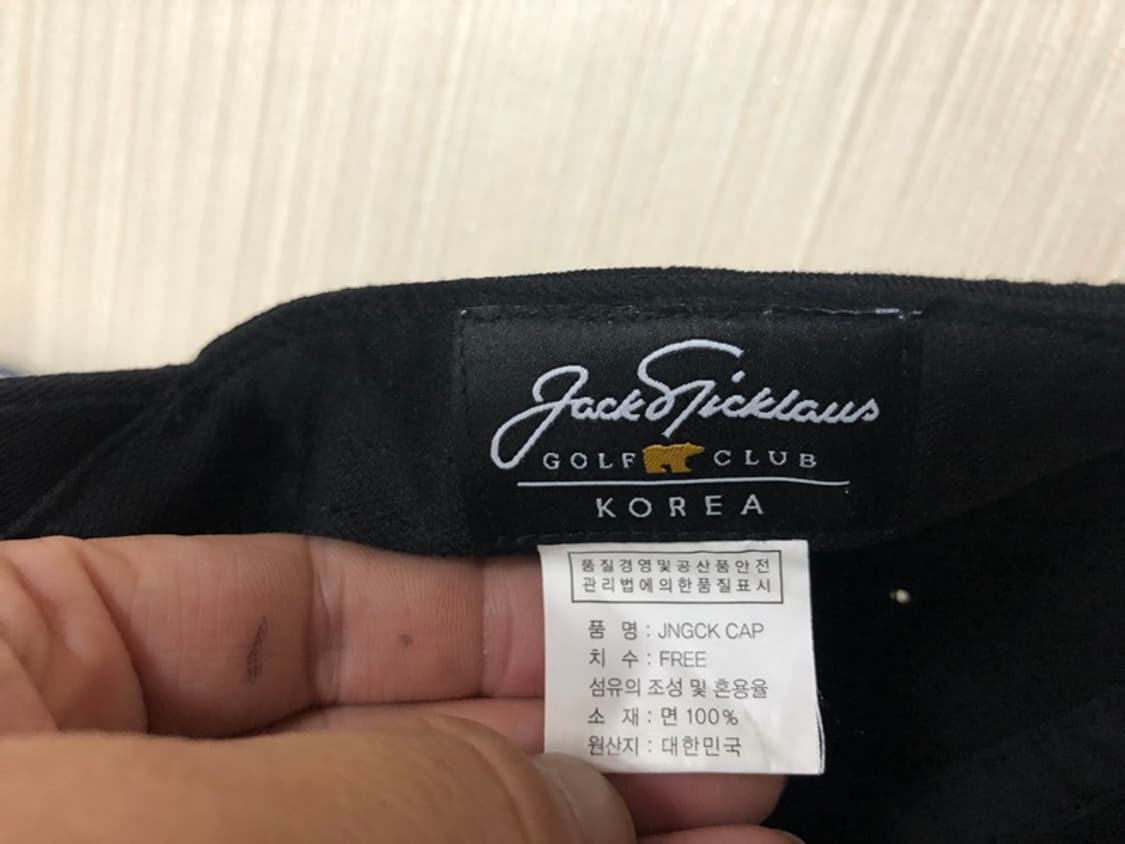 Jack Nicklaus
GOLF CLUB
KOREA
품질경영및공산품안전
관리법에의한품질표시
품 명 : JNGCK CAP
치 수 : FREE
섬유의 조성 및 혼용율
소 재 : 면 100%
원산지 : 대한민국